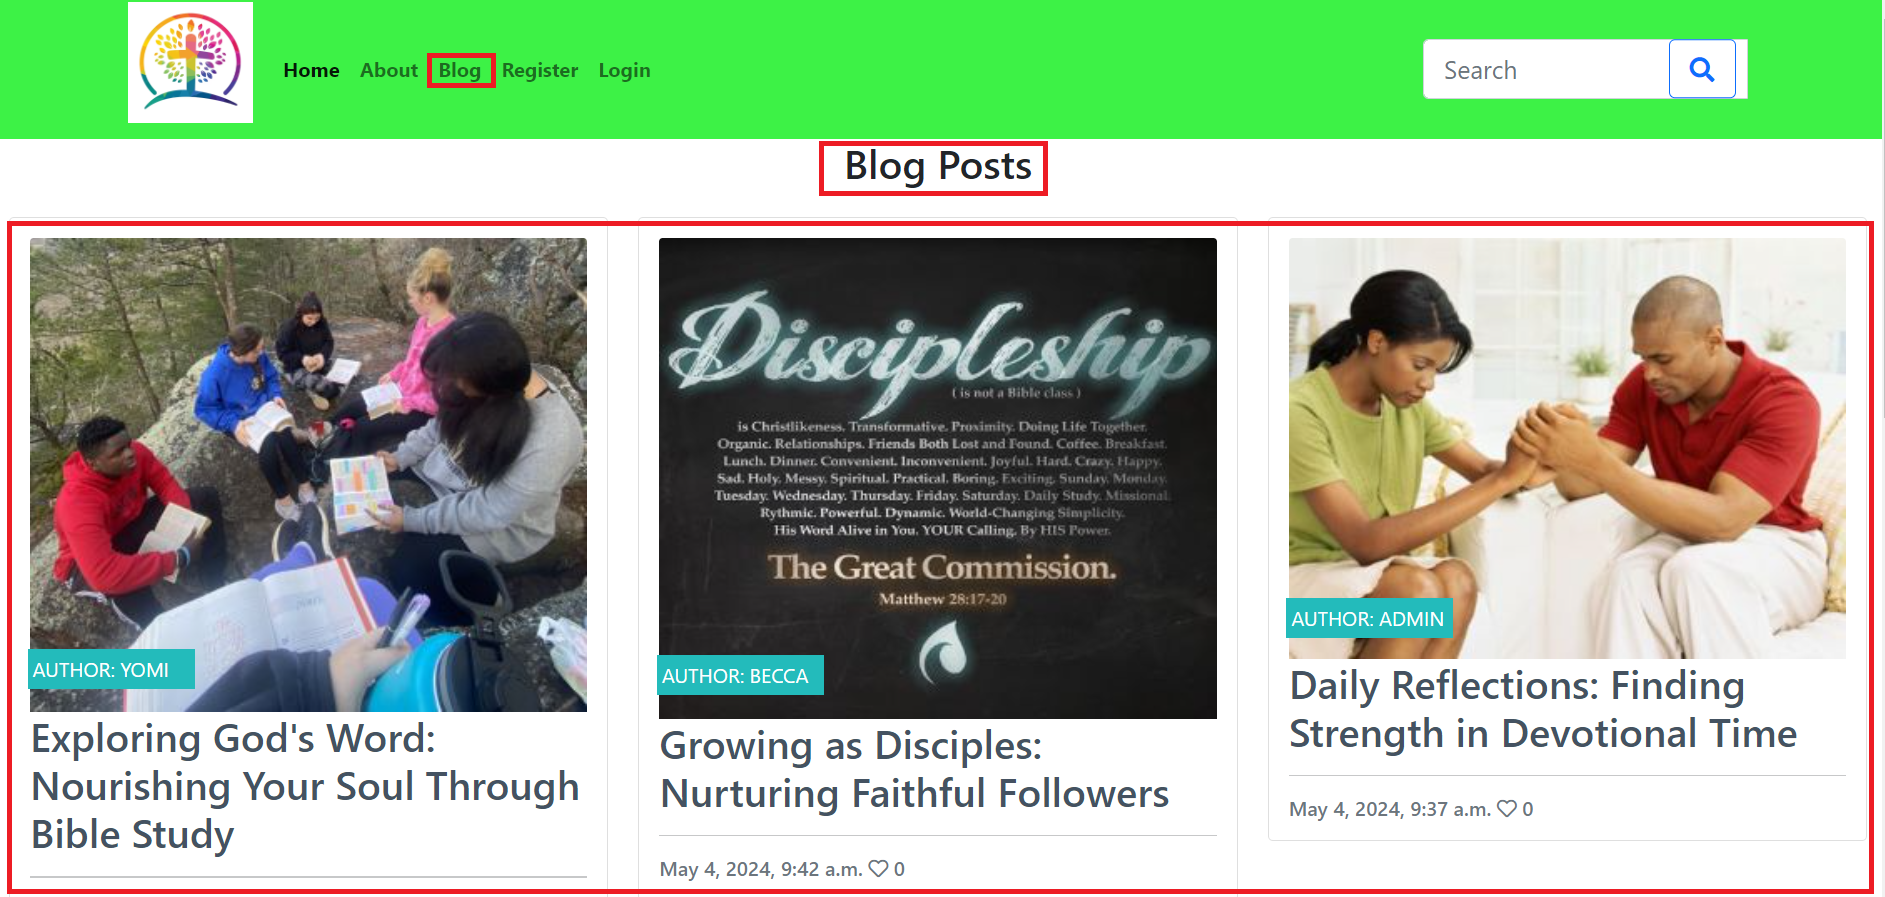 Home About Blog Register Login
Search
Blog Posts
AUTHOR: YOMI
Exploring God's Word:
Nourishing Your Soul Through
Bible Study
Discipleship
( is not a Bible class )
is Christlikeness. Transformative. Proximity. Doing Life Together.
Organic. Relationships. Friends Both Lost and Found. Coffee. Breakfast.
Lunch. Dinner. Convenient. Inconvenient. Joyful. Hard. Crazy. Happy.
Sad. Holy. Messy. Spiritual. Practical. Boring. Exciting. Sunday. Monday.
Tuesday. Wednesday. Thursday. Friday. Saturday. Daily Study. Missional.
Rythmic. Powerful. Dynamic. World-Changing Simplicity.
His Word Alive in You. YOUR Calling. By HIS Power.
The Great Commission.
Matthew 28:17-20
AUTHOR: BECCA
Growing as Disciples:
Nurturing Faithful Followers
May 4, 2024, 9:42 a.m. 0
AUTHOR: ADMIN
Daily Reflections: Finding
Strength in Devotional Time
May 4, 2024, 9:37 a.m. 0